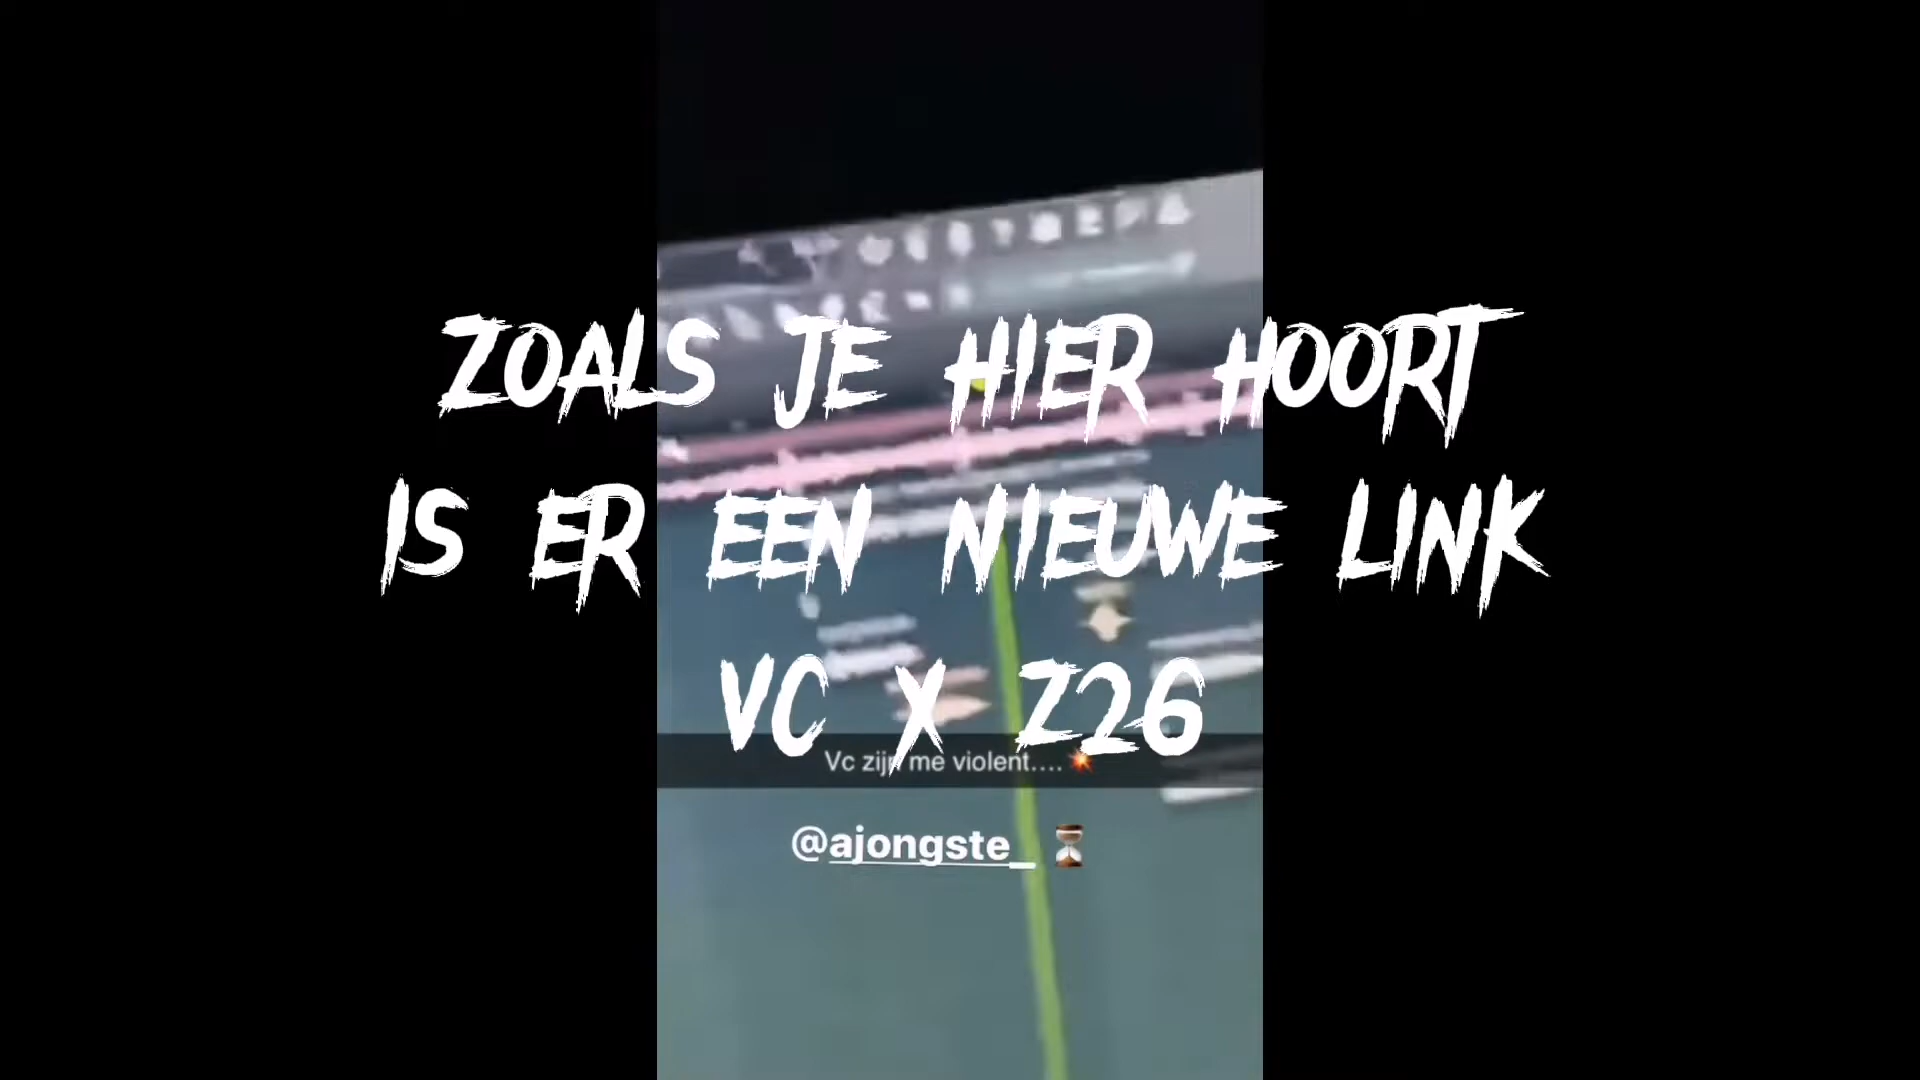 ZOALS JE HIER HOORT
IS ER EEN NIEUWE LINK
VC X Z26
Vc zijn me violent.... 💥
@ajongste_ ⏳